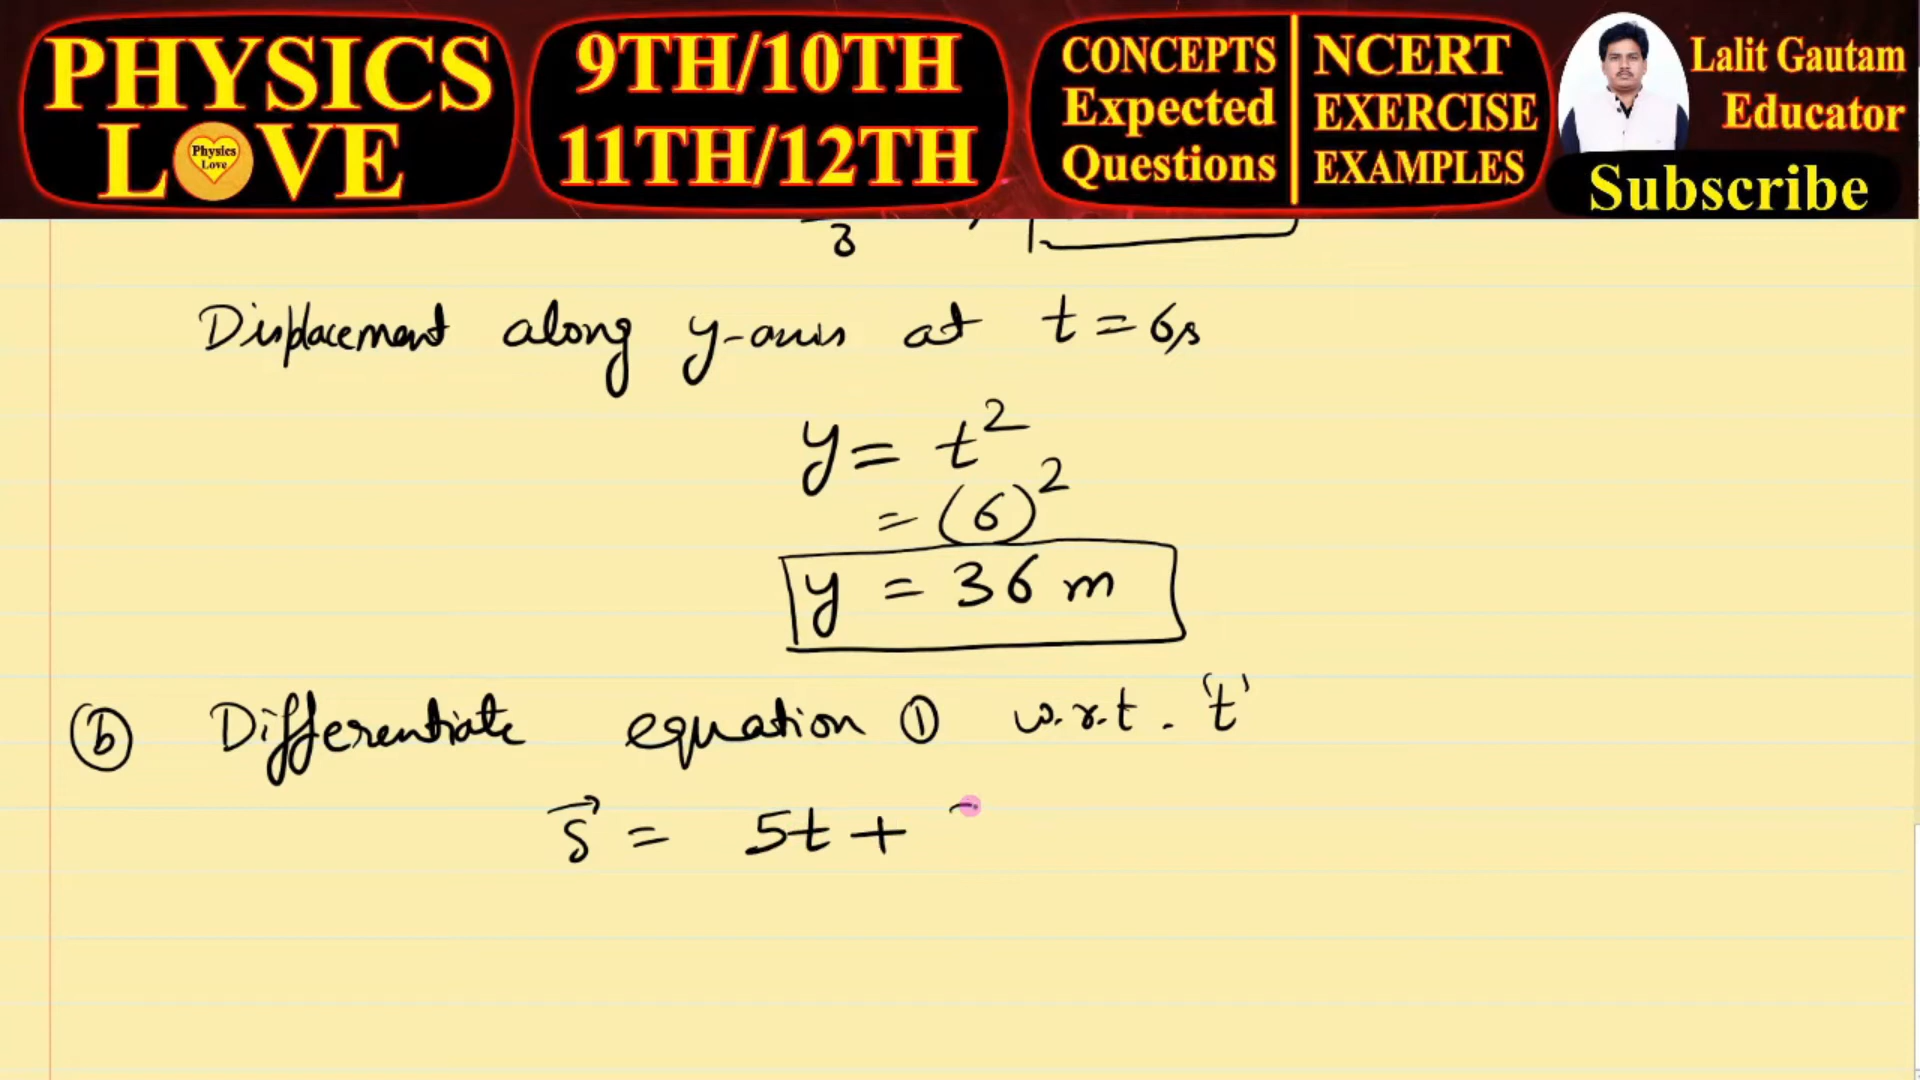 PHYSICS
LOVE
Physics
Love
9TH/10TH
11TH/12TH
CONCEPTS
Expected
Questions
NCERT
EXERCISE
EXAMPLES
Lalit Gautam
Educator
Subscribe
3
Displacement along y-axis at t = 6s
y = t²
= (6)²
y = 36 m
(b) Differentiate equation ① w.r.t. 't'
s⃗ = 5t +